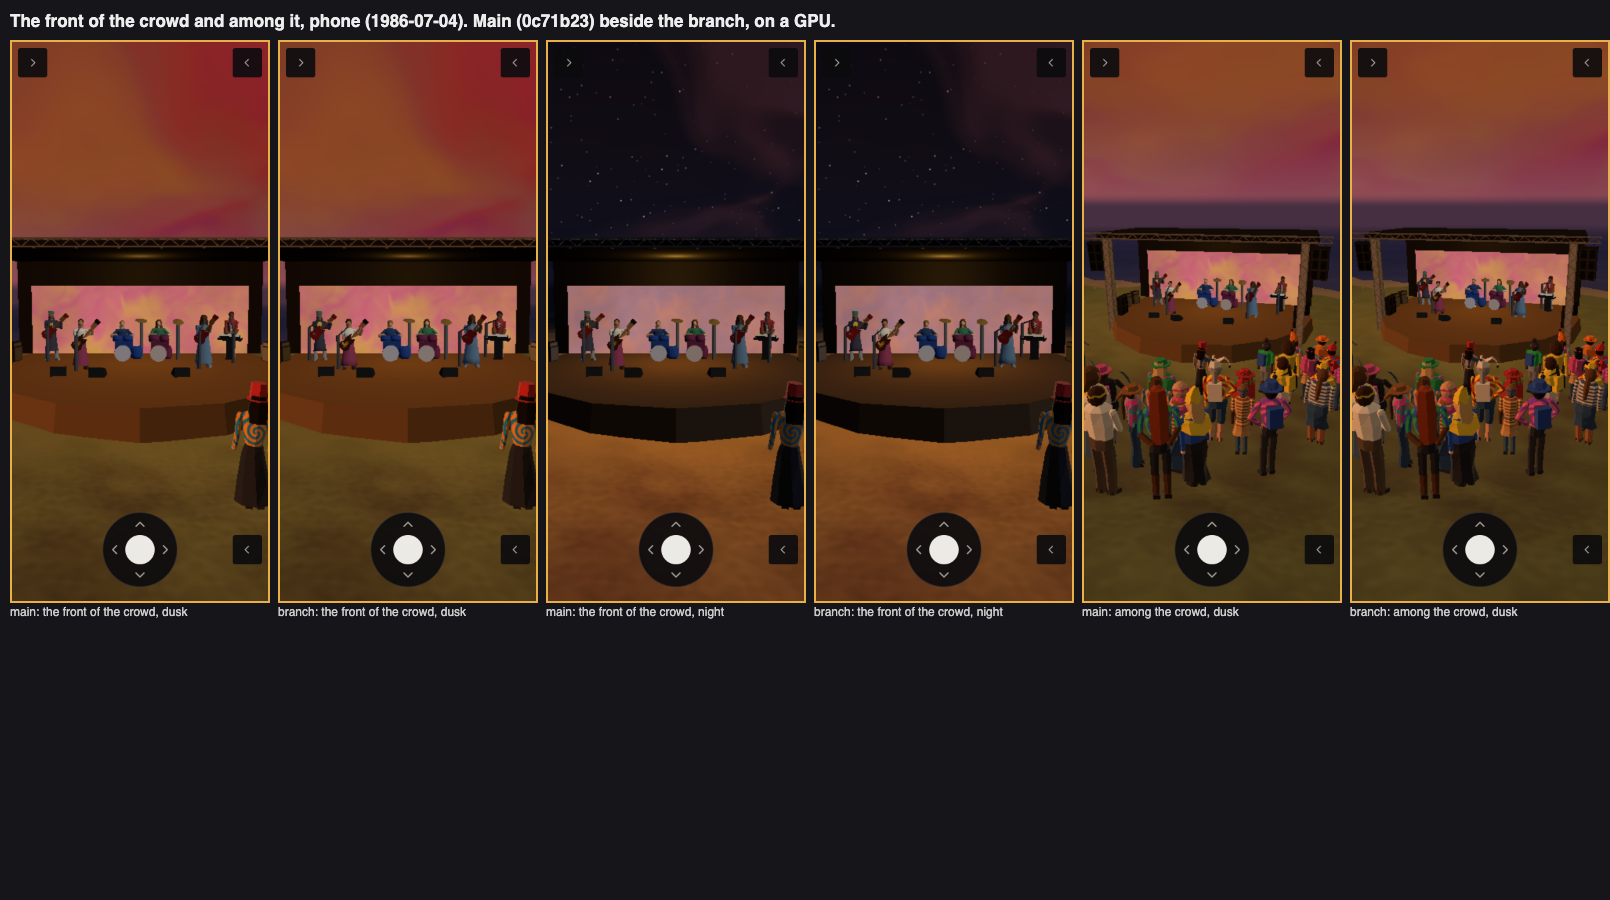 The front of the crowd and among it, phone (1986-07-04). Main (0c71b23) beside the branch, on a GPU.
main: the front of the crowd, dusk
branch: the front of the crowd, dusk
main: the front of the crowd, night
branch: the front of the crowd, night
main: among the crowd, dusk
branch: among the crowd, dusk